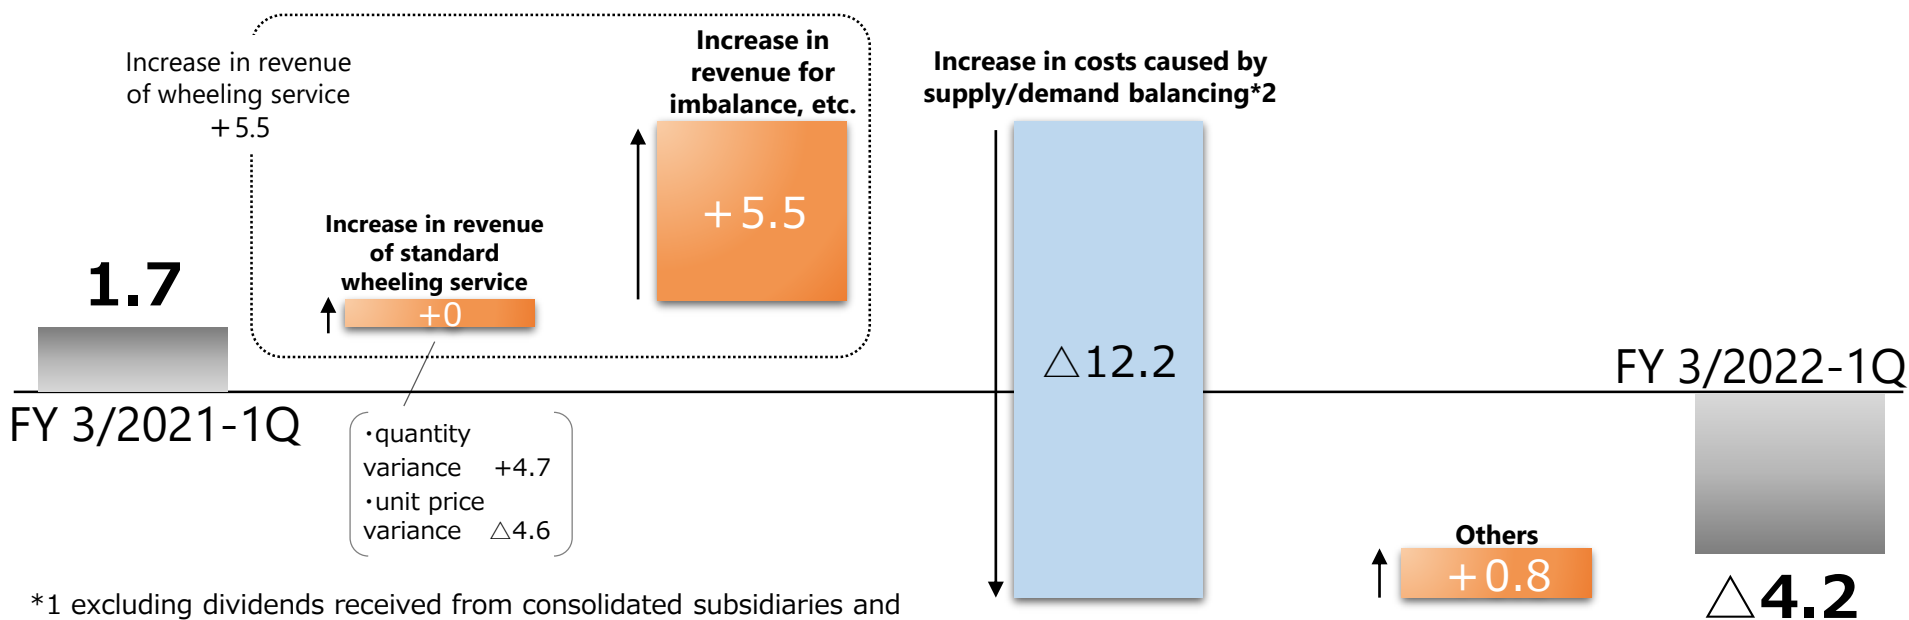 Increase in revenue
of wheeling service
＋5.5
Increase in
revenue for
imbalance, etc.
＋5.5
Increase in revenue
of standard
wheeling service
+0
Increase in costs caused by
supply/demand balancing*2
△12.2
1.7
FY 3/2021-1Q
・quantity
variance +4.7
・unit price
variance △4.6
Others
＋0.8
FY 3/2022-1Q
△4.2
*1 excluding dividends received from consolidated subsidiaries and